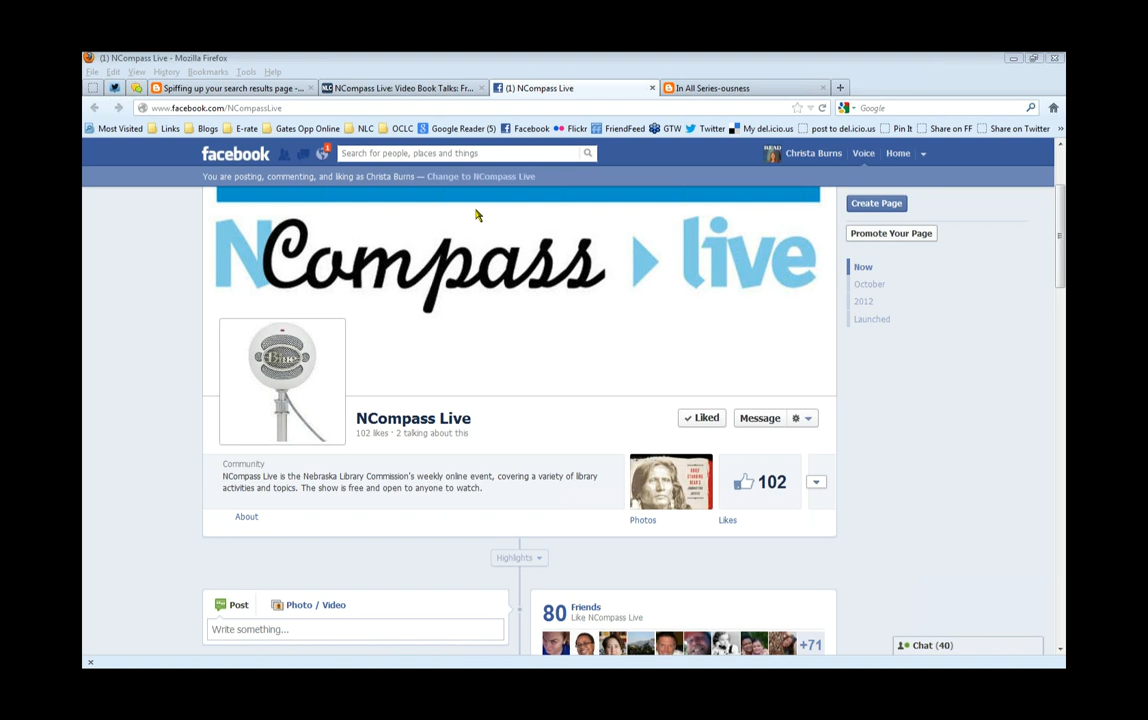 (1) NCompass Live - Mozilla Firefox
File Edit View History Bookmarks Tools Help
Spiffing up your search results page -... NLC NCompass Live: Video Book Talks: Fr... (1) NCompass Live In All Series-ousness
www.facebook.com/NCompassLive Google
Most Visited Links Blogs E-rate Gates Opp Online NLC OCLC Google Reader (5) Facebook Flickr FriendFeed GTW Twitter My del.icio.us post to del.icio.us Pin It Share on FF Share on Twitter »
facebook 1 Search for people, places and things Christa Burns Voice Home
You are posting, commenting, and liking as Christa Burns — Change to NCompass Live
NCompass live
Create Page
Promote Your Page
Now
October
2012
Launched
Blue
NCompass Live
102 likes · 2 talking about this
Liked Message
Community
NCompass Live is the Nebraska Library Commission's weekly online event, covering a variety of library
activities and topics. The show is free and open to anyone to watch.
102
About
Photos Likes
Highlights
Post Photo / Video
Write something...
80 Friends
Like NCompass Live
+71
Chat (40)